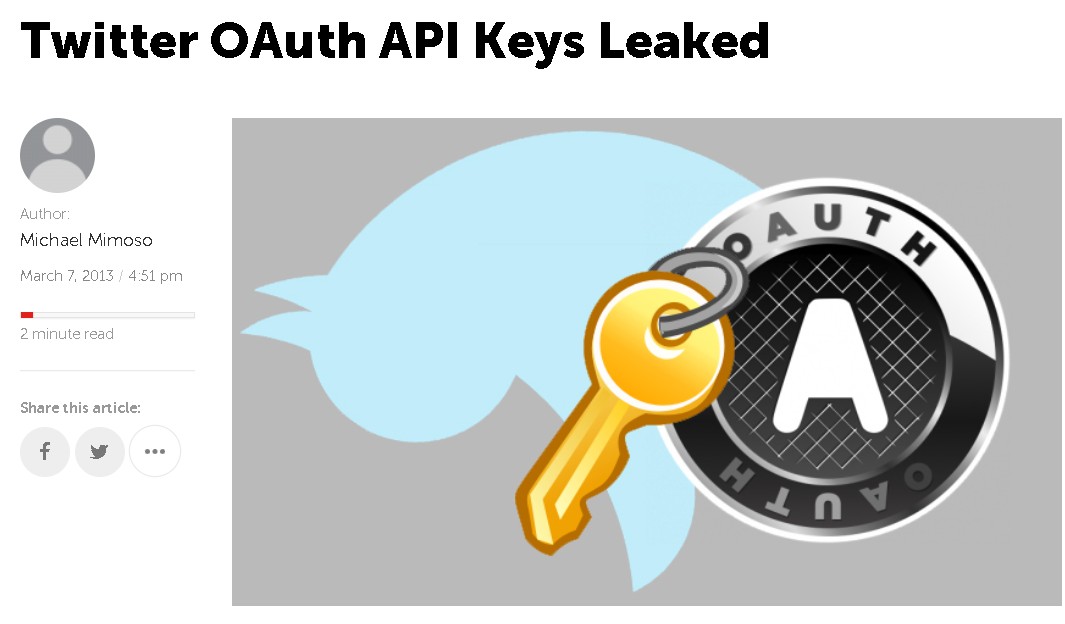 Twitter OAuth API Keys Leaked
Author:
Michael Mimoso
March 7, 2013 / 4:51 pm
2 minute read
Share this article:
OAUTH
A
OAUTH